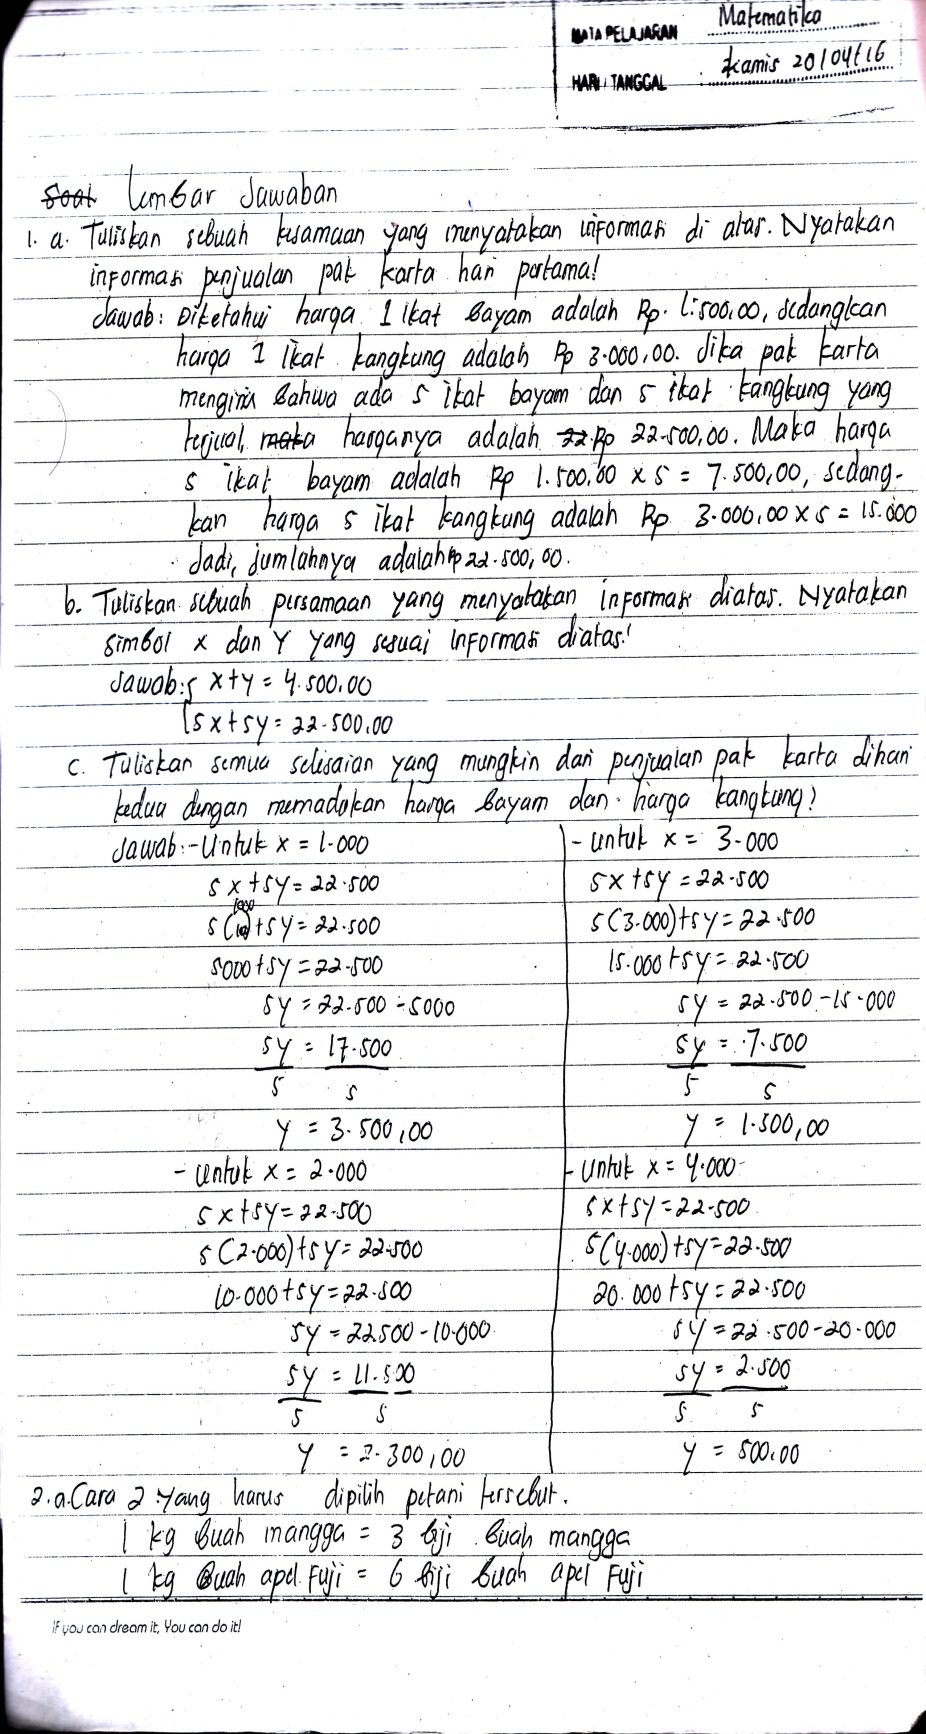 MATA PELAJARAN Matematika
HARI / TANGGAL : Kamis 20/04/16
Soal Lembar Jawaban
1. a. Tuliskan sebuah kesamaan yang menyatakan informasi di atas. Nyatakan
informasi penjualan pak karta hari pertama!
Jawab: Diketahui harga 1 ikat Bayam adalah Rp. 1.500,00, sedangkan
harga 1 ikat kangkung adalah Rp 3.000,00. Jika pak karta
mengirin Bahwa ada 5 ikat bayam dan 5 ikat kangkung yang
terjual, maka harganya adalah 22. Rp 22.500,00. Maka harga
5 ikat bayam adalah Rp 1.500,00 x 5 = 7.500,00, sedang-
kan harga 5 ikat kangkung adalah Rp 3.000,00 x 5 = 15.000
Jadi, jumlahnya adalah Rp 22.500,00.
b. Tuliskan sebuah persamaan yang menyatakan informasi diatas. Nyatakan
simbol x dan Y yang sesuai informasi diatas!
Jawab: { x+y = 4.500,00
5x+5y = 22.500,00
c. Tuliskan semua selesaian yang mungkin dari penjualan pak karta dihari
kedua dengan memadokan harga Bayam dan harga kangkung!
Jawab: - Untuk x = 1.000
5x+5y = 22.500
1000
5(10)+5y = 22.500
5000+5y = 22.500
5y = 22.500 - 5000
5y = 17.500
5 5
y = 3.500,00
- untuk x = 2.000
5x+5y = 22.500
5(2.000)+5y = 22.500
10.000+5y = 22.500
5y = 22.500 - 10.000
5y = 11.500
5 5
y = 2.300,00
- untuk x = 3.000
5x+5y = 22.500
5(3.000)+5y = 22.500
15.000+5y = 22.500
5y = 22.500 - 15.000
5y = 7.500
5 5
y = 1.500,00
- Untuk x = 4.000
5x+5y = 22.500
5(4.000)+5y = 22.500
20.000+5y = 22.500
5y = 22.500 - 20.000
5y = 2.500
5 5
y = 500,00
2. a. Cara 2 yang harus dipilih petani tersebut.
1 kg Buah mangga = 3 biji Buah mangga
1 kg Buah apel Fuji = 6 biji buah apel Fuji
If you can dream it, You can do it!